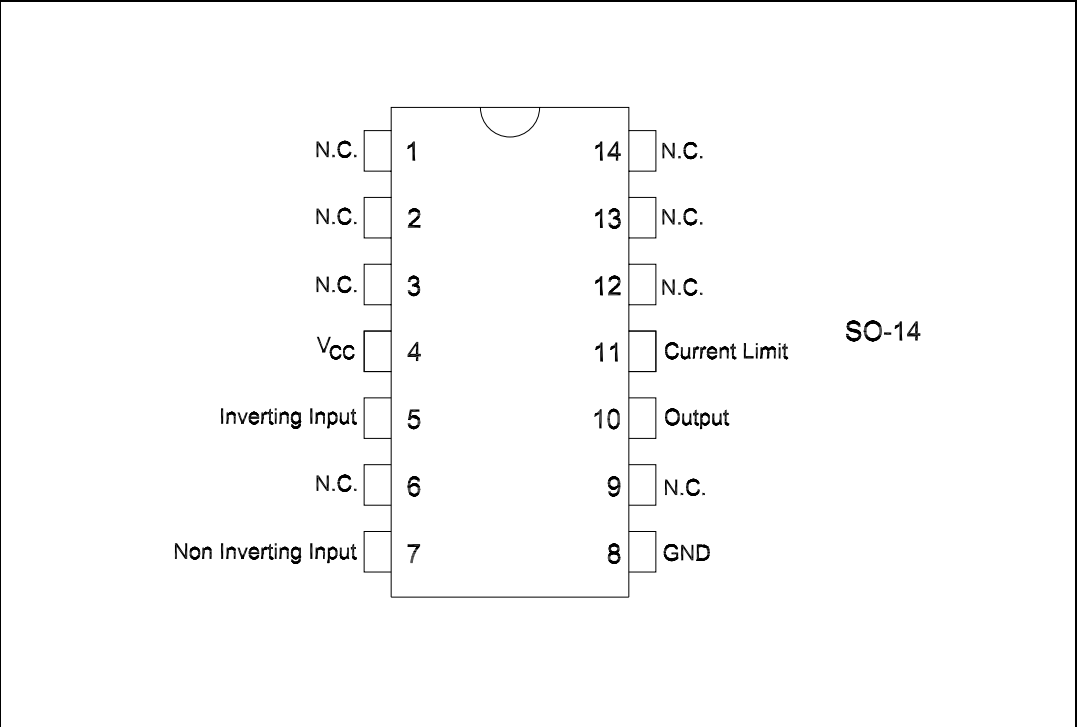 N.C. 1 14 N.C.
N.C. 2 13 N.C.
N.C. 3 12 N.C.
VCC 4 11 Current Limit
SO-14
Inverting Input 5 10 Output
N.C. 6 9 N.C.
Non Inverting Input 7 8 GND